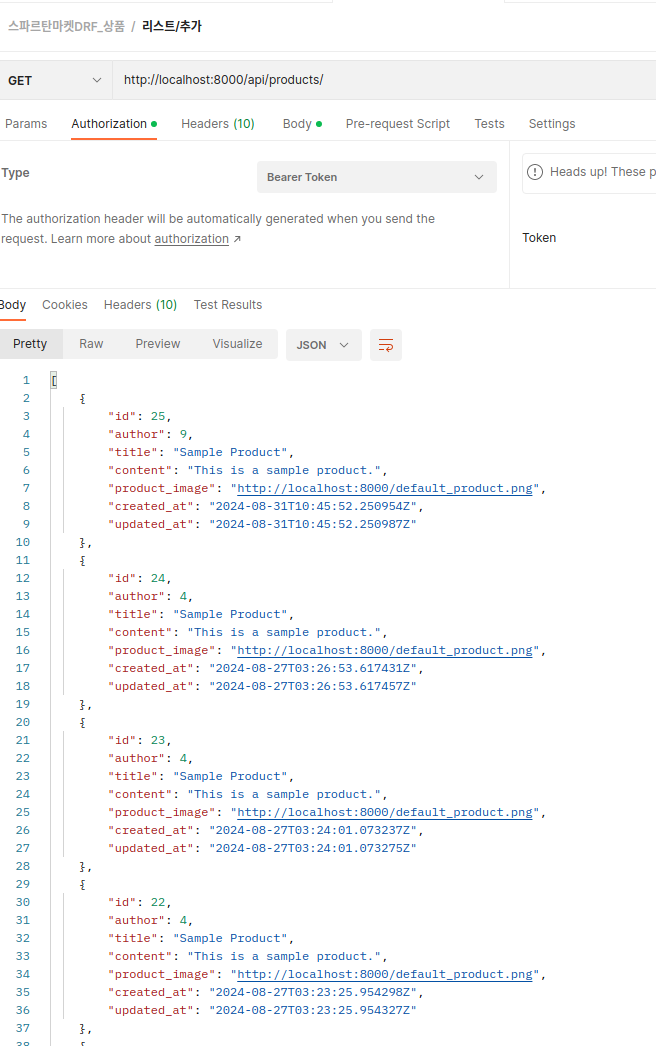 스파르탄마켓DRF_상품 / 리스트/추가
GET http://localhost:8000/api/products/
Params Authorization Headers (10) Body Pre-request Script Tests Settings
Type Bearer Token
Heads up! These p
The authorization header will be automatically generated when you send the
request. Learn more about authorization ↗
Token
Body Cookies Headers (10) Test Results
Pretty Raw Preview Visualize JSON
1 [
2 {
3 "id": 25,
4 "author": 9,
5 "title": "Sample Product",
6 "content": "This is a sample product.",
7 "product_image": "http://localhost:8000/default_product.png",
8 "created_at": "2024-08-31T10:45:52.250954Z",
9 "updated_at": "2024-08-31T10:45:52.250987Z"
10 },
11 {
12 "id": 24,
13 "author": 4,
14 "title": "Sample Product",
15 "content": "This is a sample product.",
16 "product_image": "http://localhost:8000/default_product.png",
17 "created_at": "2024-08-27T03:26:53.617431Z",
18 "updated_at": "2024-08-27T03:26:53.617457Z"
19 },
20 {
21 "id": 23,
22 "author": 4,
23 "title": "Sample Product",
24 "content": "This is a sample product.",
25 "product_image": "http://localhost:8000/default_product.png",
26 "created_at": "2024-08-27T03:24:01.073237Z",
27 "updated_at": "2024-08-27T03:24:01.073275Z"
28 },
29 {
30 "id": 22,
31 "author": 4,
32 "title": "Sample Product",
33 "content": "This is a sample product.",
34 "product_image": "http://localhost:8000/default_product.png",
35 "created_at": "2024-08-27T03:23:25.954298Z",
36 "updated_at": "2024-08-27T03:23:25.954327Z"
37 },
38 {